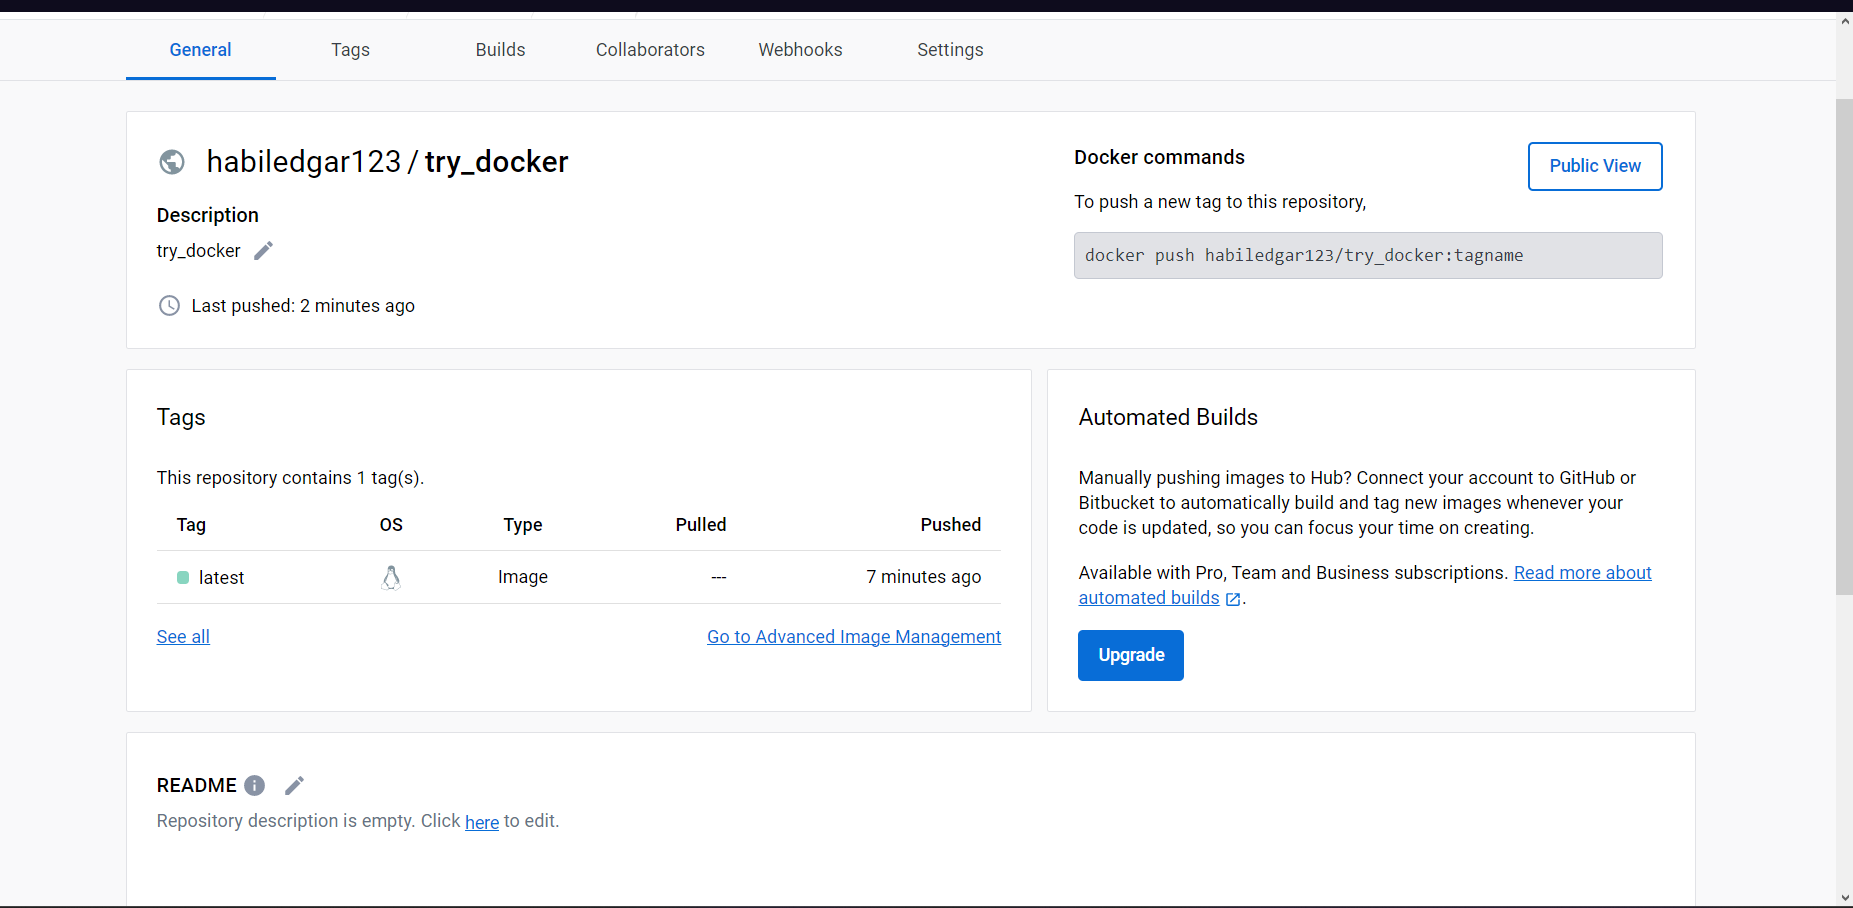 General Tags Builds Collaborators Webhooks Settings
habiledgar123 / try_docker
Description
try_docker
Last pushed: 2 minutes ago
Docker commands
Public View
To push a new tag to this repository,
docker push habiledgar123/try_docker:tagname
Tags
This repository contains 1 tag(s).
Tag OS Type Pulled Pushed
latest Image --- 7 minutes ago
See all Go to Advanced Image Management
Automated Builds
Manually pushing images to Hub? Connect your account to GitHub or
Bitbucket to automatically build and tag new images whenever your
code is updated, so you can focus your time on creating.
Available with Pro, Team and Business subscriptions. Read more about
automated builds .
Upgrade
README
Repository description is empty. Click here to edit.